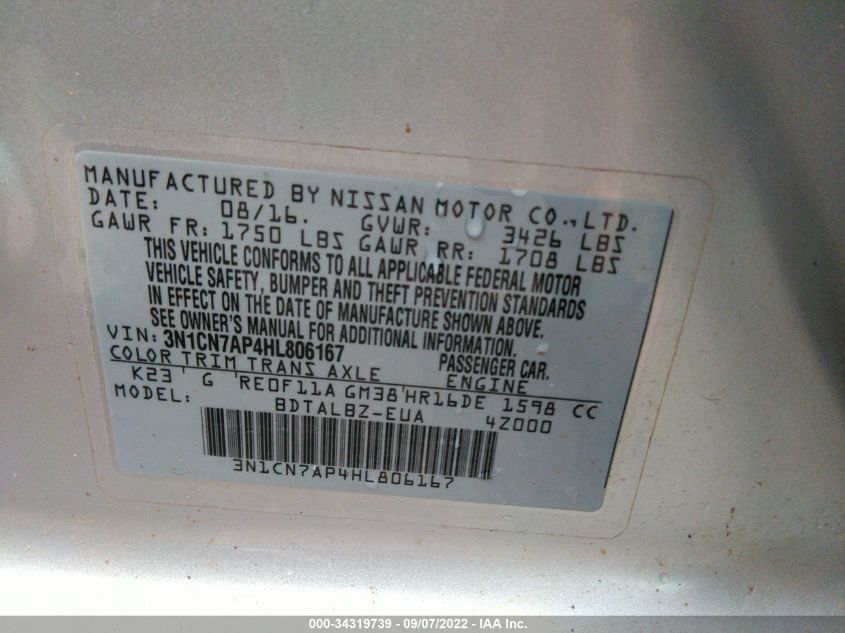 MANUFACTURED BY NISSAN MOTOR CO.,LTD.
DATE: 08/16. GVWR: 3426 LBS
GAWR FR: 1750 LBS GAWR RR: 1708 LBS
THIS VEHICLE CONFORMS TO ALL APPLICABLE FEDERAL MOTOR
VEHICLE SAFETY, BUMPER AND THEFT PREVENTION STANDARDS
IN EFFECT ON THE DATE OF MANUFACTURE SHOWN ABOVE.
SEE OWNER'S MANUAL FOR ADDITIONAL INFORMATION.
VIN: 3N1CN7AP4HL806167 PASSENGER CAR.
COLOR TRIM TRANS AXLE ENGINE
K23 ' G 'RE0F11A GM38'HR16DE 1598 CC
MODEL: BDTALBZ-EUA 4Z000
3N1CN7AP4HL806167
000-34319739 - 09/07/2022 - IAA Inc.